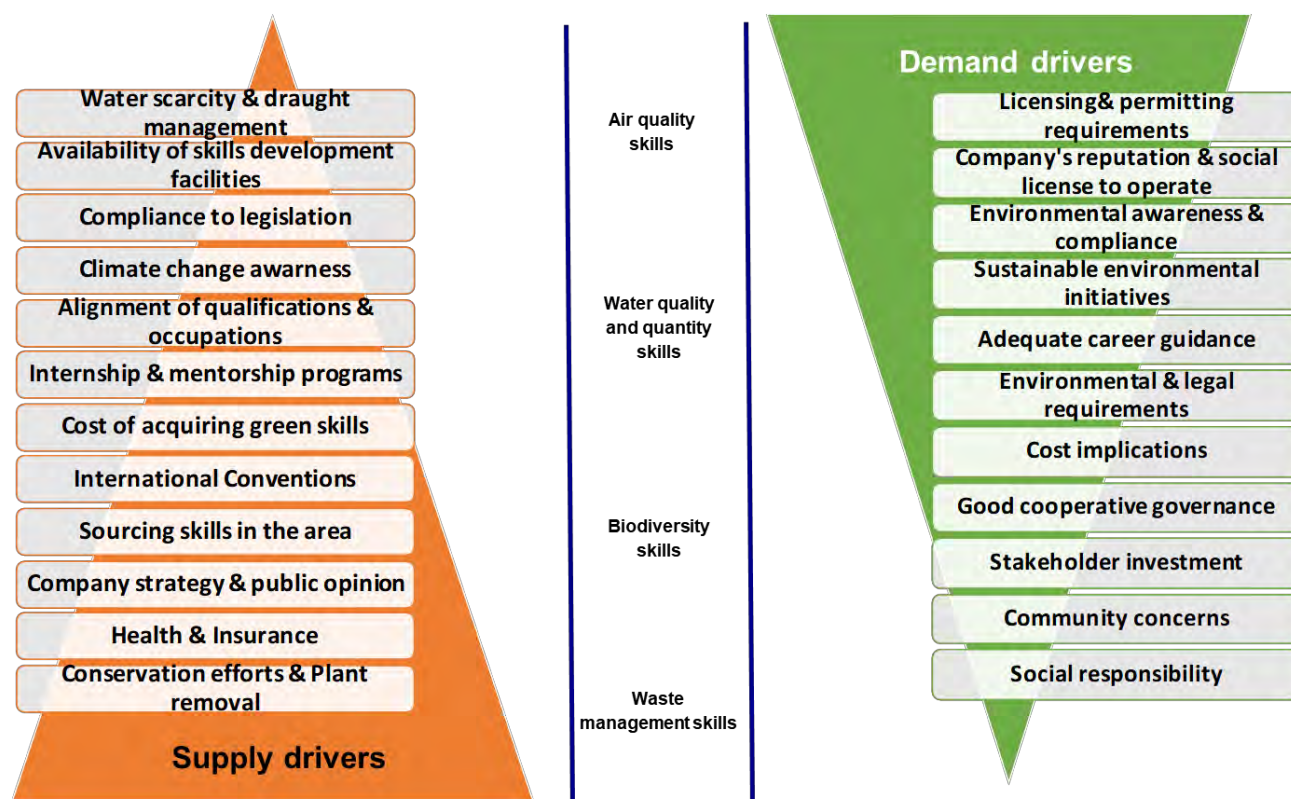 Water scarcity & draught
management
Availability of skills development
facilities
Compliance to legislation
Climate change awarness
Alignment of qualifications &
occupations
Internship & mentorship programs
Cost of acquiring green skills
International Conventions
Sourcing skills in the area
Company strategy & public opinion
Health & Insurance
Conservation efforts & Plant
removal
Supply drivers
Air quality
skills
Water quality
and quantity
skills
Biodiversity
skills
Waste
management skills
Demand drivers
Licensing& permitting
requirements
Company's reputation & social
license to operate
Environmental awareness &
compliance
Sustainable environmental
initiatives
Adequate career guidance
Environmental & legal
requirements
Cost implications
Good cooperative governance
Stakeholder investment
Community concerns
Social responsibility